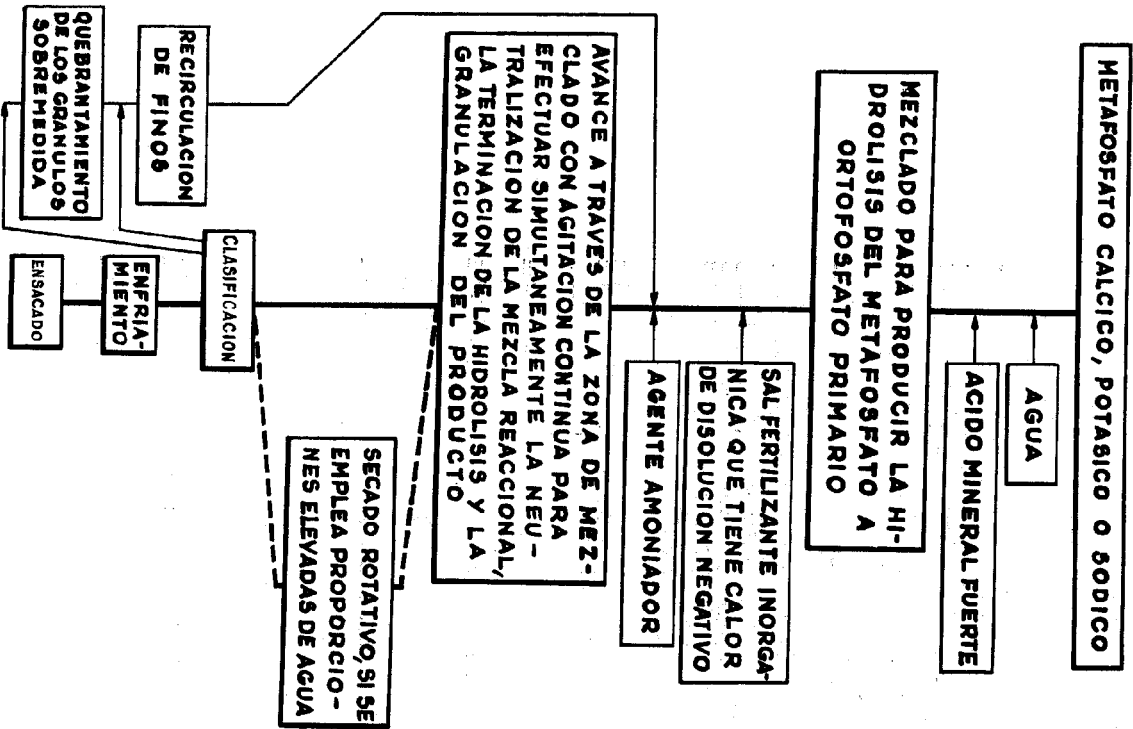 METAFOSFATO CALCICO, POTASICO O SODICO
AGUA
ACIDO MINERAL FUERTE
MEZCLADO PARA PRODUCIR LA HI-
DROLISIS DEL METAFOSFATO A
ORTOFOSFATO PRIMARIO
SAL FERTILIZANTE INORGA-
NICA QUE TIENE CALOR
DE DISOLUCION NEGATIVO
AGENTE AMONIADOR
AVANCE A TRAVES DE LA ZONA DE MEZ-
CLADO CON AGITACION CONTINUA PARA
EFECTUAR SIMULTANEAMENTE LA NEU-
TRALIZACION DE LA MEZCLA REACCIONAL,
LA TERMINACION DE LA HIDROLISIS Y LA
GRANULACION DEL PRODUCTO
SECADO ROTATIVO, SI SE
EMPLEA PROPORCIO-
NES ELEVADAS DE AGUA
RECIRCULACION
DE FINOS
CLASIFICACION
QUEBRANTAMIENTO
DE LOS GRANULOS
SOBREMEDIDA
ENFRIA-
MIENTO
ENSACADO